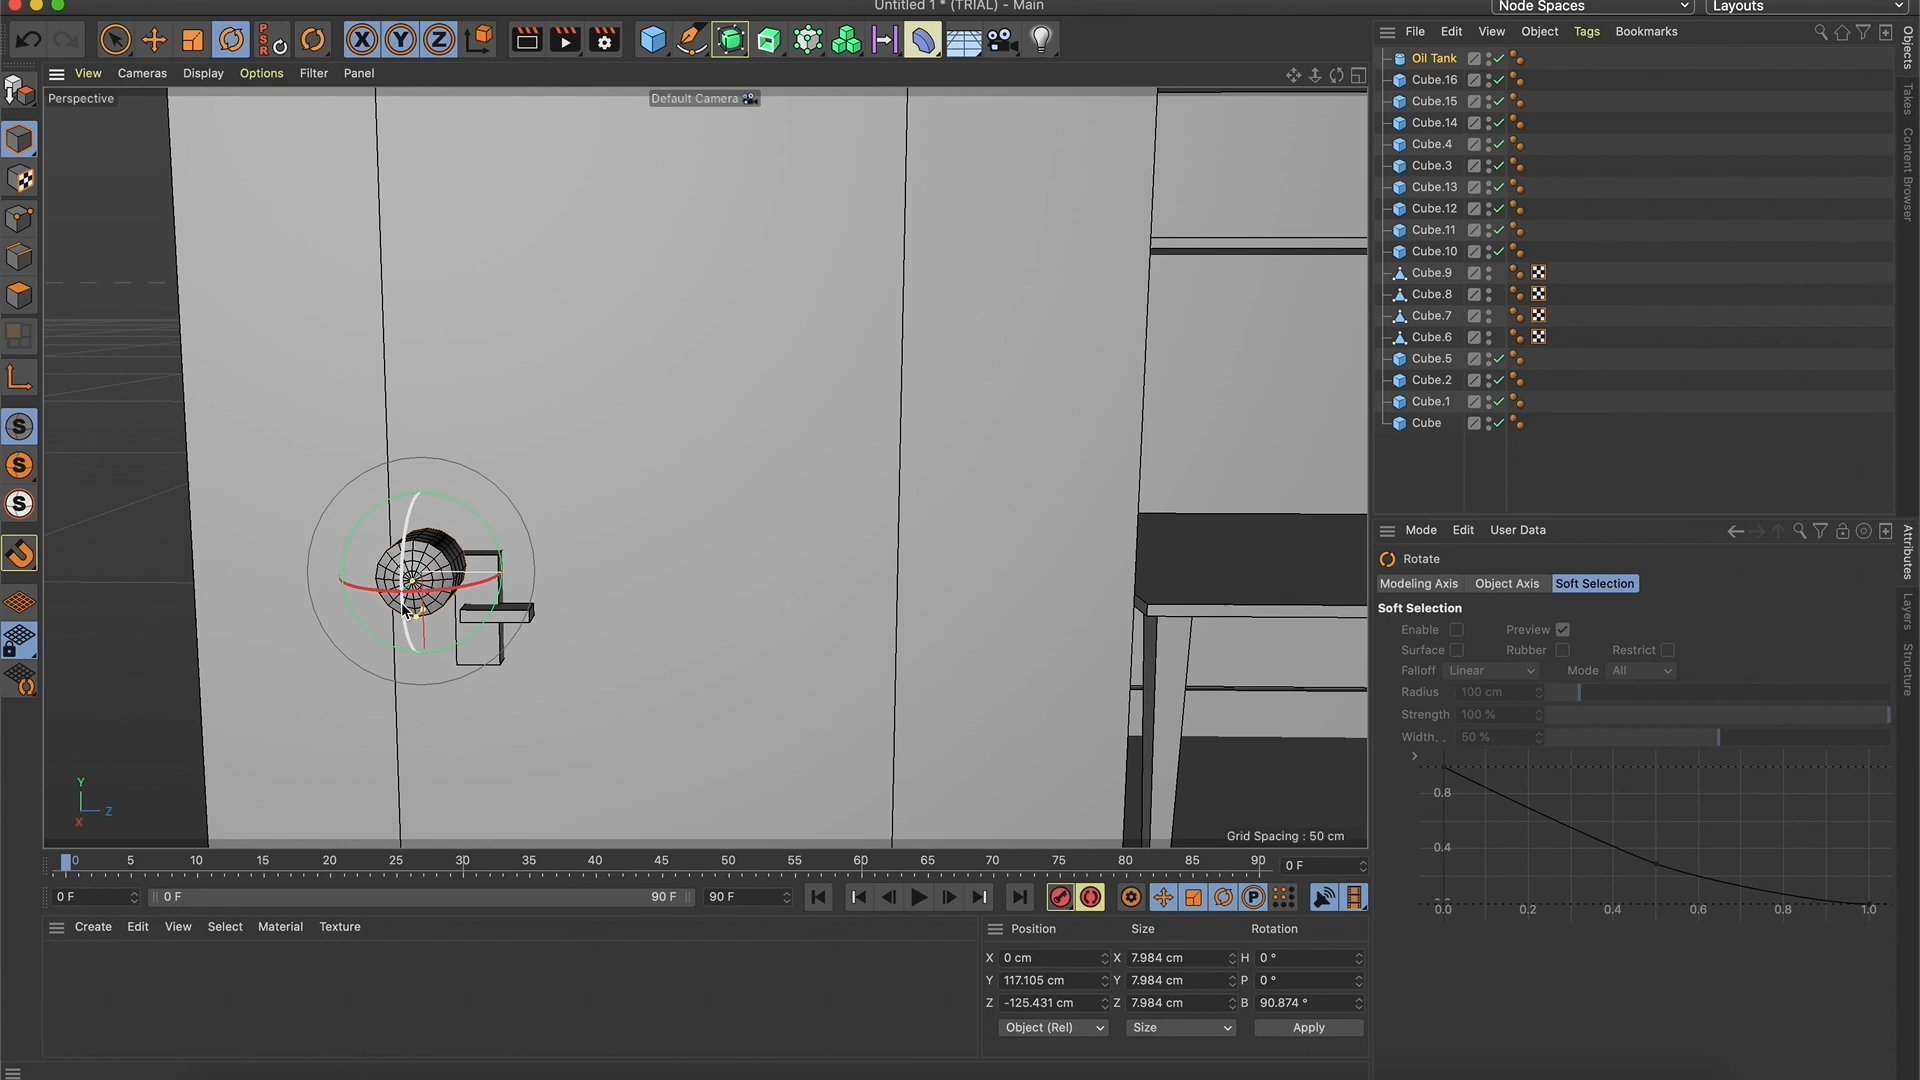 Untitled 1 * (TRIAL) - Main
Node Spaces
Layouts
PSR
X Y Z
File Edit View Object Tags Bookmarks
View Cameras Display Options Filter Panel
Perspective
Default Camera
Oil Tank
Cube.16
Cube.15
Cube.14
Cube.4
Cube.3
Cube.13
Cube.12
Cube.11
Cube.10
Cube.9
Cube.8
Cube.7
Cube.6
Cube.5
Cube.2
Cube.1
Cube
Objects
Takes
Content Browser
S
S
S
Mode Edit User Data
Rotate
Modeling Axis Object Axis Soft Selection
Soft Selection
Enable Preview
Surface Rubber Restrict
Falloff Linear Mode All
Radius 100 cm
Strength 100 %
Width. . 50 %
0.8
0.4
0.0 0.2 0.4 0.6 0.8 1.0
Attributes
Layers
Structure
Y
Z
X
Grid Spacing : 50 cm
0 5 10 15 20 25 30 35 40 45 50 55 60 65 70 75 80 85 90 0 F
0 F 0 F 90 F 90 F
P
Create Edit View Select Material Texture
Position Size Rotation
X 0 cm X 7.984 cm H 0 °
Y 117.105 cm Y 7.984 cm P 0 °
Z -125.431 cm Z 7.984 cm B 90.874 °
Object (Rel) Size Apply